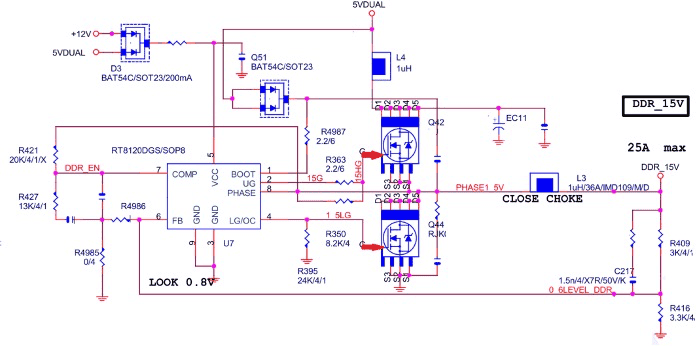 5VDUAL
+12V
5VDUAL
D3
BAT54C/SOT23/200mA
Q51
BAT54C/SOT23
L4
1uH
DDR_15V
D1 D2 D3 D4 D5
EC11
Q42
R4987
2.2/6
25A max
R421
20K/4/1/X
RT8120DGS/SOP8
5
R363
2.2/6
15HG
G
DDR_EN
7
COMP
VCC
BOOT
1
UG
2
15G
PHASE
8
S3 S2 S1
DDR_15V
L3
1uH/36A/IMD109/M/D
PHASE1_5V
CLOSE CHOKE
R427
13K/4/1
R4986
6
FB
GND
GND
LG/OC
4
1_5LG
D1 D2 D3 D4 D5
Q44
9
3
U7
R350
8.2K/4
G
R409
3K/4/1
R4985
0/4
R395
24K/4/1
S3 S2 S1
C217
1.5n/4/X7R/50V/K
LOOK 0.8V
0_6LEVEL_DDR
R416
3.3K/4/